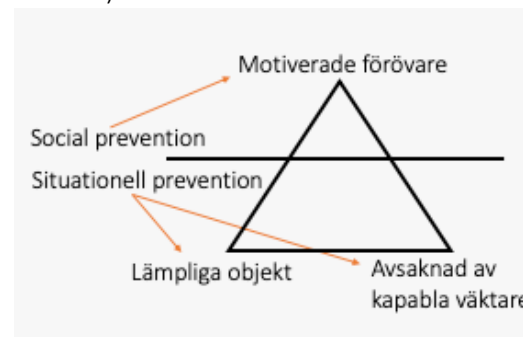 Motiverade förövare
Social prevention
Situationell prevention
Lämpliga objekt
Avsaknad av
kapabla väktare